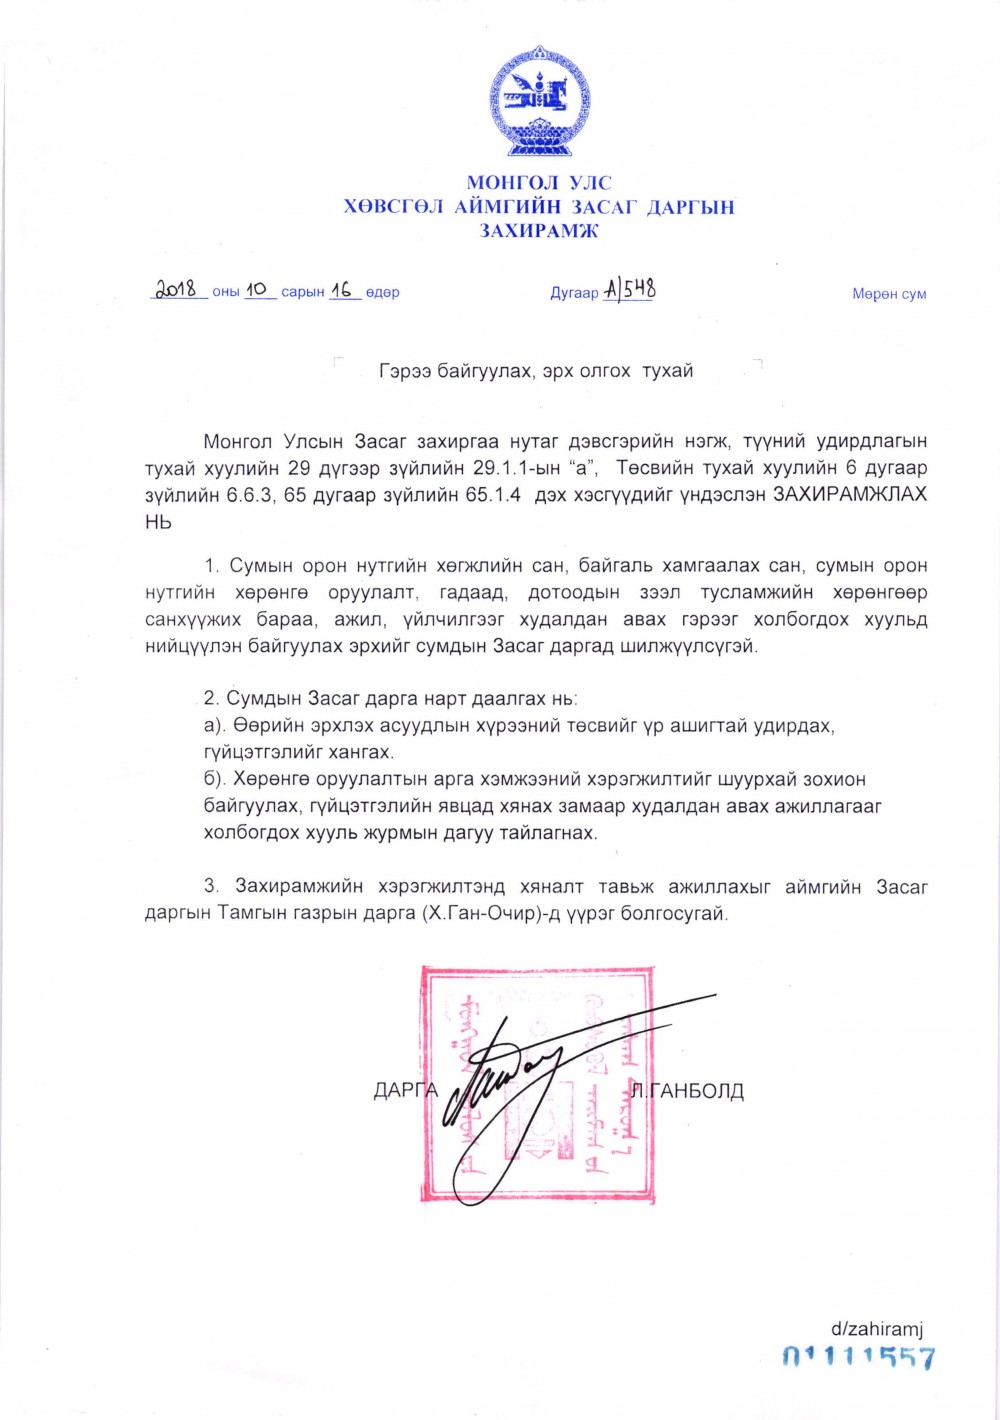 МОНГОЛ УЛС
ХӨВСГӨЛ АЙМГИЙН ЗАСАГ ДАРГЫН
ЗАХИРАМЖ
2018 оны 10 сарын 16 өдөр Дугаар А/548 Мөрөн сум
Гэрээ байгуулах, эрх олгох тухай
Монгол Улсын Засаг захиргаа нутаг дэвсгэрийн нэгж, түүний удирдлагын
тухай хуулийн 29 дүгээр зүйлийн 29.1.1-ын “а”, Төсвийн тухай хуулийн 6 дугаар
зүйлийн 6.6.3, 65 дугаар зүйлийн 65.1.4 дэх хэсгүүдийг үндэслэн ЗАХИРАМЖЛАХ
НЬ
1. Сумын орон нутгийн хөгжлийн сан, байгаль хамгаалах сан, сумын орон
нутгийн хөрөнгө оруулалт, гадаад, дотоодын зээл тусламжийн хөрөнгөөр
санхүүжих бараа, ажил, үйлчилгээг худалдан авах гэрээг холбогдох хуульд
нийцүүлэн байгуулах эрхийг сумдын Засаг даргад шилжүүлсүгэй.
2. Сумдын Засаг дарга нарт даалгах нь:
а). Өөрийн эрхлэх асуудлын хүрээний төсвийг үр ашигтай удирдах,
гүйцэтгэлийг хангах.
б). Хөрөнгө оруулалтын арга хэмжээний хэрэгжилтийг шуурхай зохион
байгуулах, гүйцэтгэлийн явцад хянах замаар худалдан авах ажиллагааг
холбогдох хууль журмын дагуу тайлагнах.
3. Захирамжийн хэрэгжилтэнд хяналт тавьж ажиллахыг аймгийн Засаг
даргын Тамгын газрын дарга (Х.Ган-Очир)-д үүрэг болгосугай.
ДАРГА Л.ГАНБОЛД
d/zahiramj
01111557